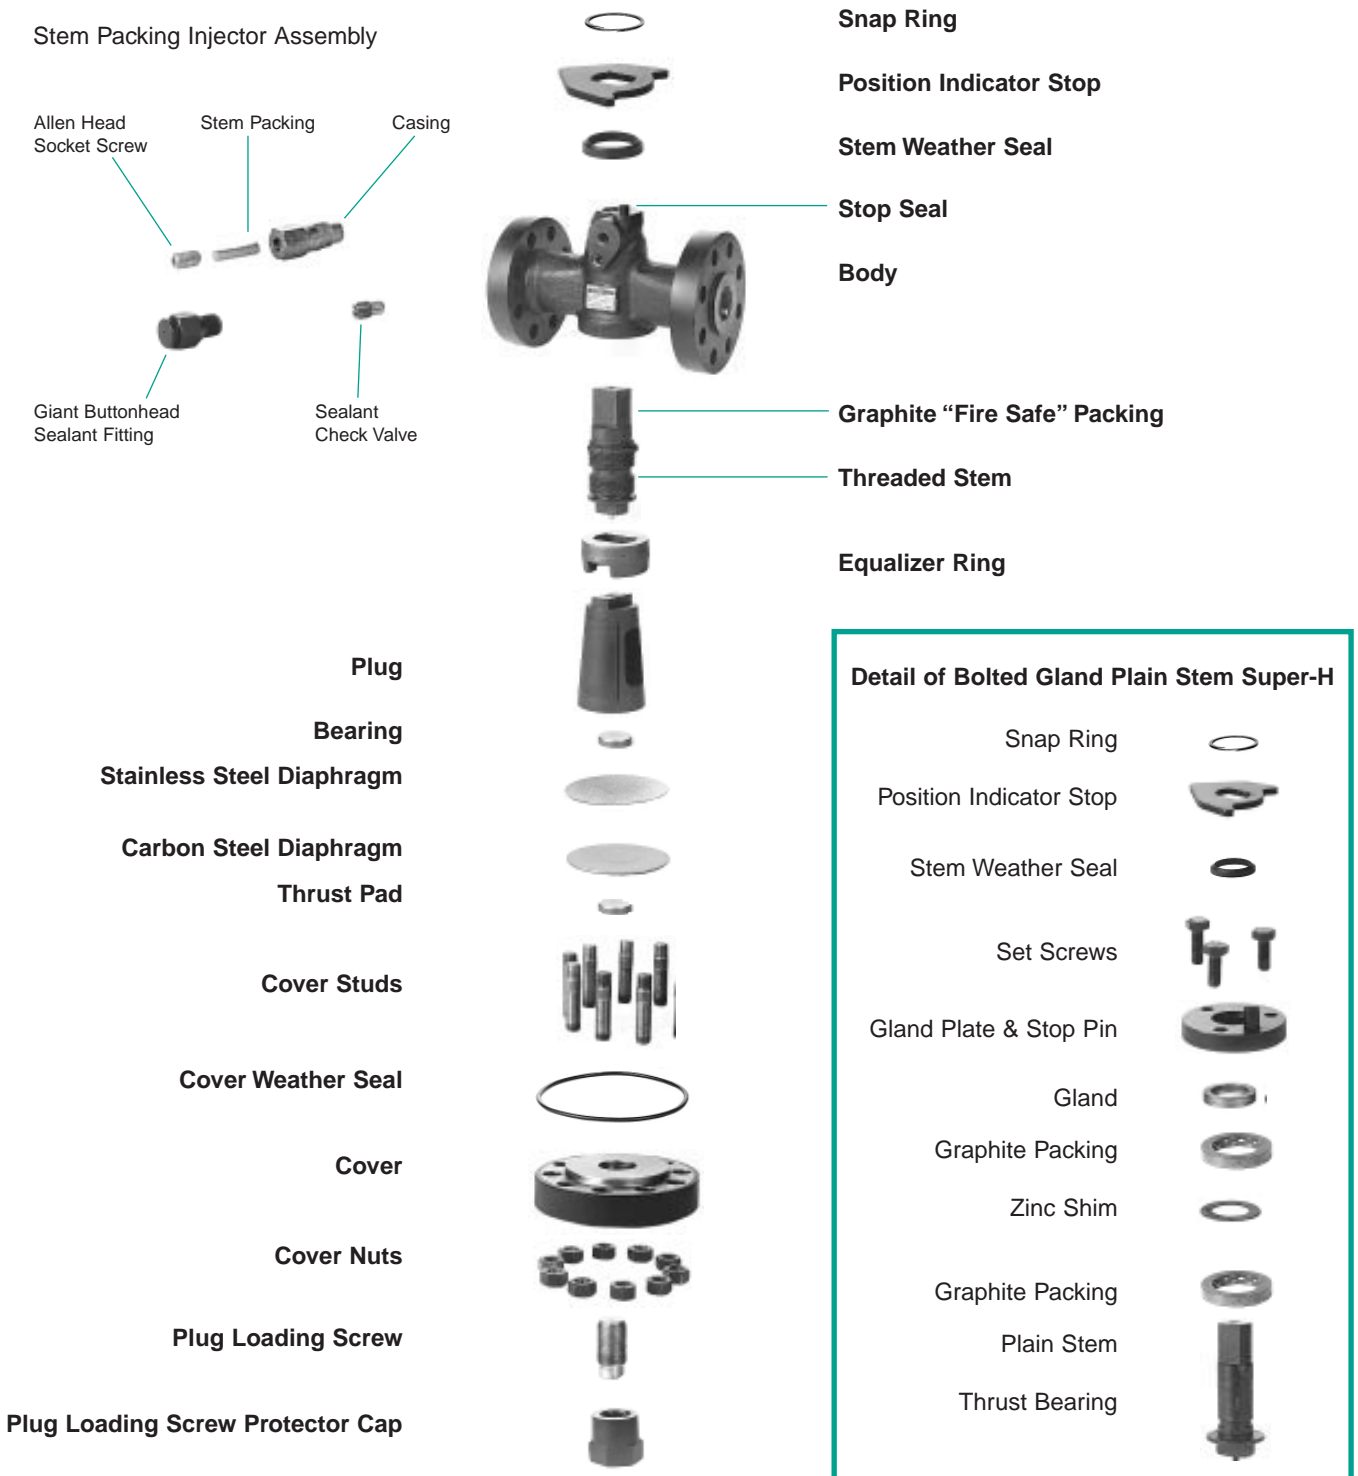 Stem Packing Injector Assembly
Allen Head
Socket Screw
Stem Packing
Casing
Giant Buttonhead
Sealant Fitting
Sealant
Check Valve
Snap Ring
Position Indicator Stop
Stem Weather Seal
Stop Seal
Body
Graphite “Fire Safe” Packing
Threaded Stem
Equalizer Ring
Plug
Bearing
Stainless Steel Diaphragm
Carbon Steel Diaphragm
Thrust Pad
Cover Studs
Cover Weather Seal
Cover
Cover Nuts
Plug Loading Screw
Plug Loading Screw Protector Cap
Detail of Bolted Gland Plain Stem Super-H
Snap Ring
Position Indicator Stop
Stem Weather Seal
Set Screws
Gland Plate & Stop Pin
Gland
Graphite Packing
Zinc Shim
Graphite Packing
Plain Stem
Thrust Bearing